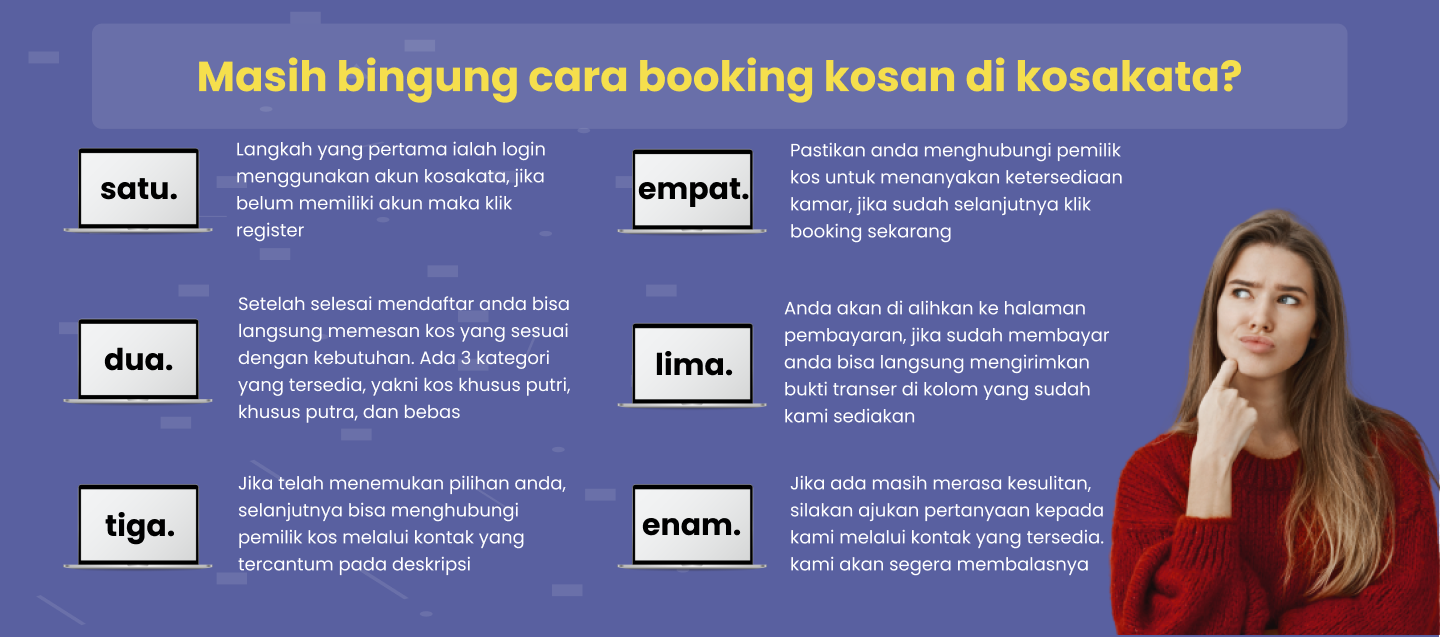 Masih bingung cara booking kosan di kosakata?
satu.
Langkah yang pertama ialah login
menggunakan akun kosakata, jika
belum memiliki akun maka klik
register
dua.
Setelah selesai mendaftar anda bisa
langsung memesan kos yang sesuai
dengan kebutuhan. Ada 3 kategori
yang tersedia, yakni kos khusus putri,
khusus putra, dan bebas
tiga.
Jika telah menemukan pilihan anda,
selanjutnya bisa menghubungi
pemilik kos melalui kontak yang
tercantum pada deskripsi
empat.
Pastikan anda menghubungi pemilik
kos untuk menanyakan ketersediaan
kamar, jika sudah selanjutnya klik
booking sekarang
lima.
Anda akan di alihkan ke halaman
pembayaran, jika sudah membayar
anda bisa langsung mengirimkan
bukti transer di kolom yang sudah
kami sediakan
enam.
Jika ada masih merasa kesulitan,
silakan ajukan pertanyaan kepada
kami melalui kontak yang tersedia.
kami akan segera membalasnya